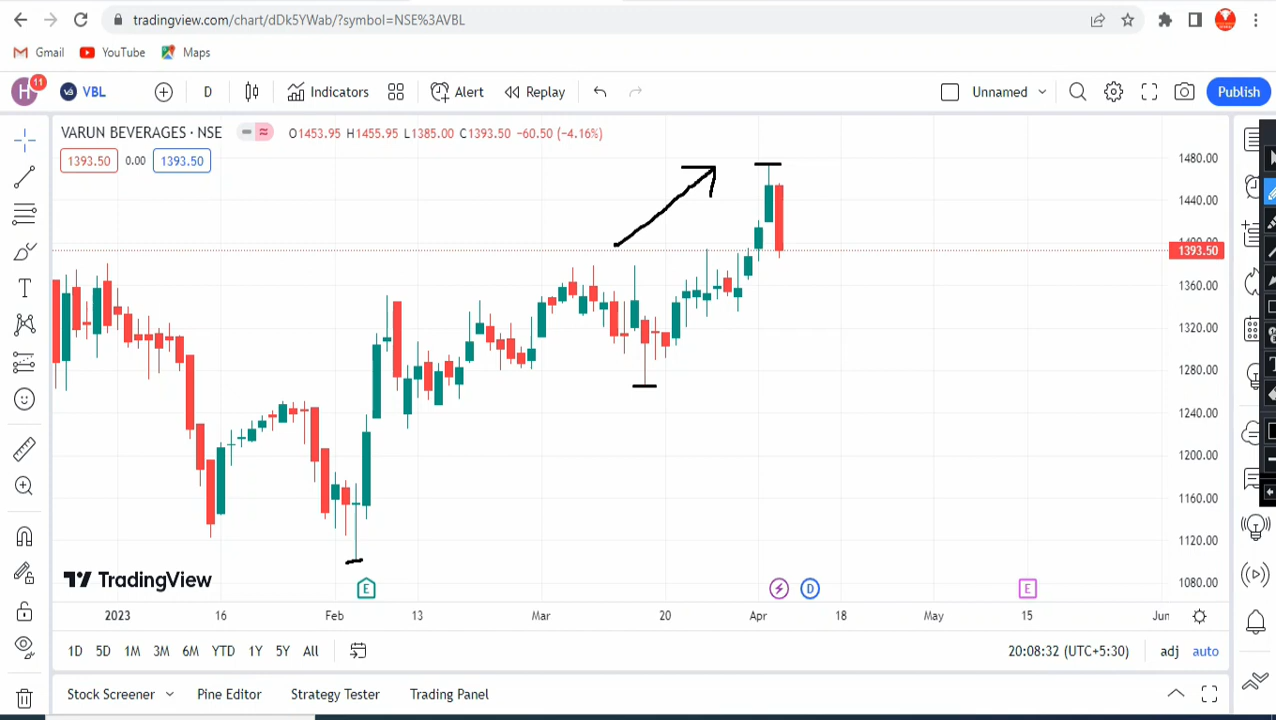 tradingview.com/chart/dDk5YWab/?symbol=NSE%3AVBL
Gmail YouTube Maps
H 11 VBL D Indicators Alert Replay Unnamed Publish
VARUN BEVERAGES · NSE O1453.95 H1455.95 L1385.00 C1393.50 −60.50 (−4.16%)
1393.50 0.00 1393.50
1480.00
1440.00
1400.00
1393.50
1360.00
1320.00
1280.00
1240.00
1200.00
1160.00
1120.00
1080.00
TradingView
E D E
2023 16 Feb 13 Mar 20 Apr 18 May 15 Jun
1D 5D 1M 3M 6M YTD 1Y 5Y All 20:08:32 (UTC+5:30) adj auto
Stock Screener Pine Editor Strategy Tester Trading Panel